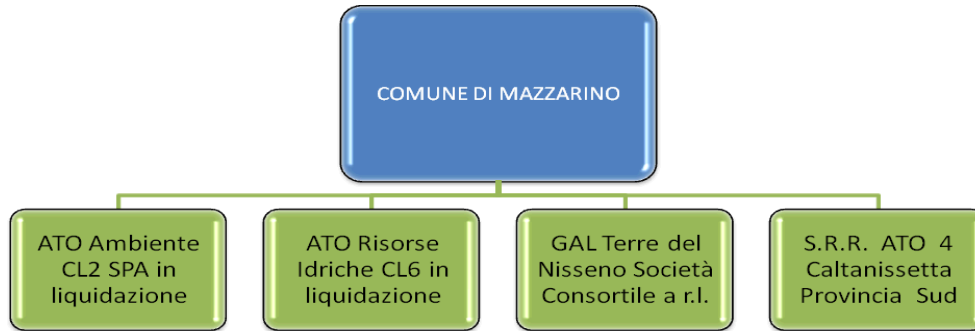 COMUNE DI MAZZARINO
ATO Ambiente
CL2 SPA in
liquidazione
ATO Risorse
Idriche CL6 in
liquidazione
GAL Terre del
Nisseno Società
Consortile a r.l.
S.R.R. ATO 4
Caltanissetta
Provincia Sud